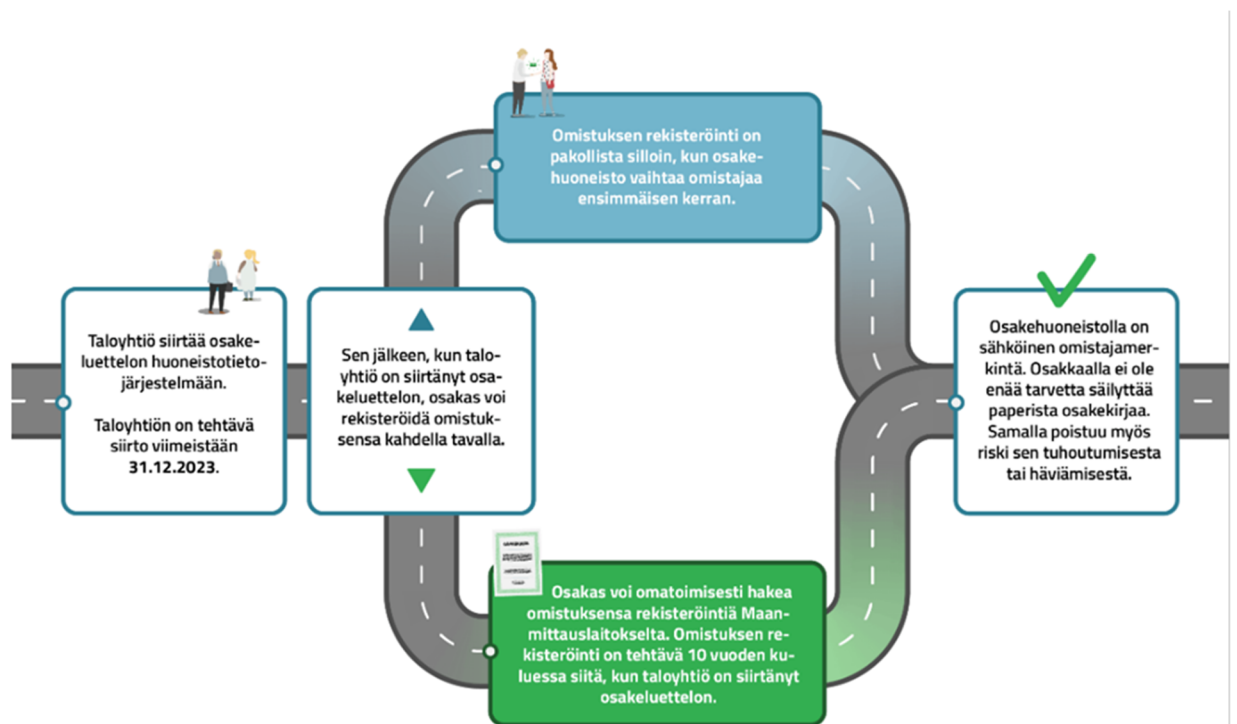 Taloyhtiö siirtää osake-
luettelon huoneistotieto-
järjestelmään.
Taloyhtiön on tehtävä
siirto viimeistään
31.12.2023.
Sen jälkeen, kun talo-
yhtiö on siirtänyt osa-
keluettelon, osakas voi
rekisteröidä omistuk-
sensa kahdella tavalla.
Omistuksen rekisteröinti on
pakollista silloin, kun osake-
huoneisto vaihtaa omistajaa
ensimmäisen kerran.
Osakas voi omatoimisesti hakea
omistuksensa rekisteröintiä Maan-
mittauslaitokselta. Omistuksen re-
kisteröinti on tehtävä 10 vuoden ku-
luessa siitä, kun taloyhtiö on siirtänyt
osakeluettelon.
Osakehuoneistolla on
sähköinen omistajamer-
kintä. Osakkaalla ei ole
enää tarvetta säilyttää
paperista osakekirjaa.
Samalla poistuu myös
riski sen tuhoutumisesta
tai häviämisestä.